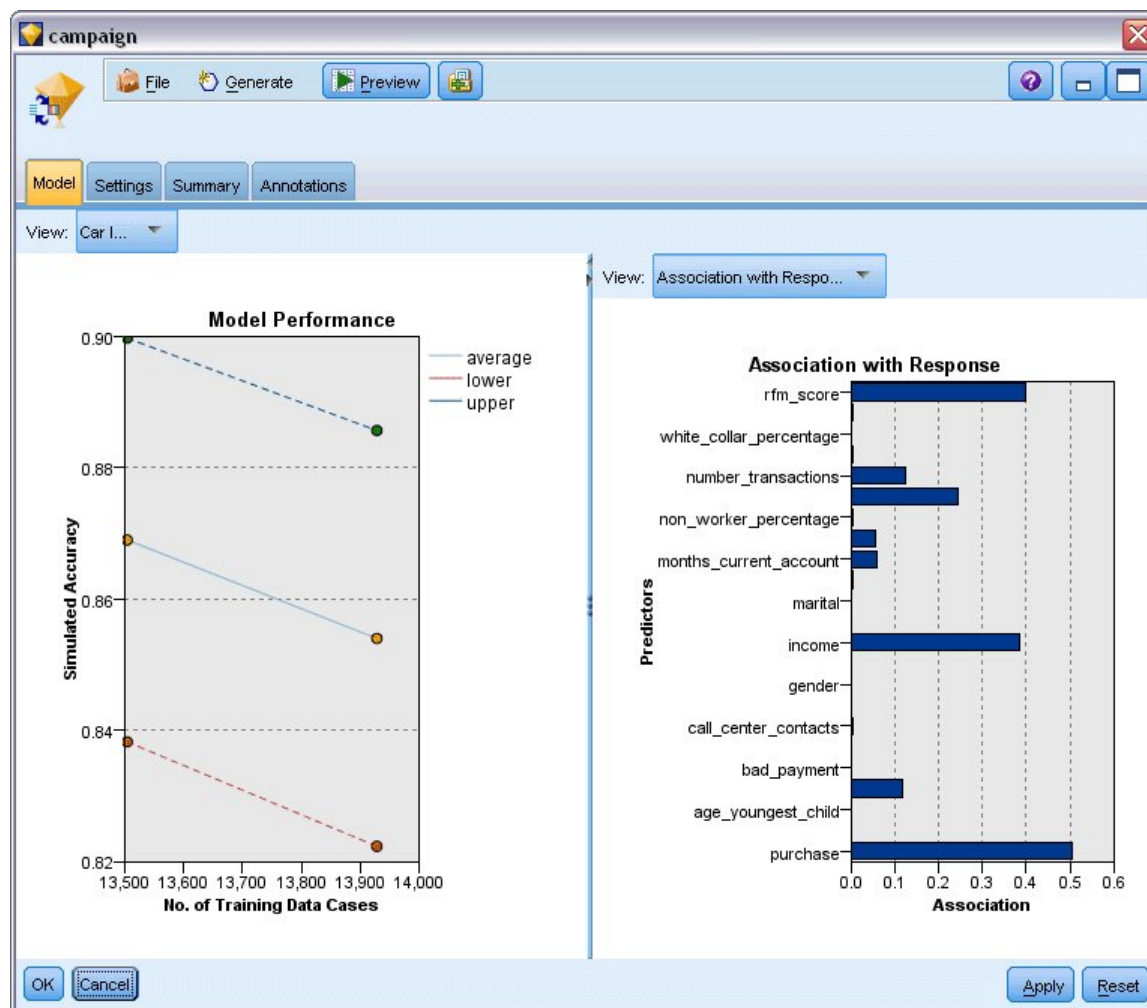 campaign
File Generate Preview
Model Settings Summary Annotations
View: Car l...
View: Association with Respo...
Model Performance
0.90
0.88
0.86
0.84
0.82
Simulated Accuracy
13,500 13,600 13,700 13,800 13,900 14,000
No. of Training Data Cases
average
lower
upper
Association with Response
rfm_score
white_collar_percentage
number_transactions
non_worker_percentage
months_current_account
marital
income
gender
call_center_contacts
bad_payment
age_youngest_child
purchase
Predictors
0.0 0.1 0.2 0.3 0.4 0.5 0.6
Association
OK Cancel Apply Reset